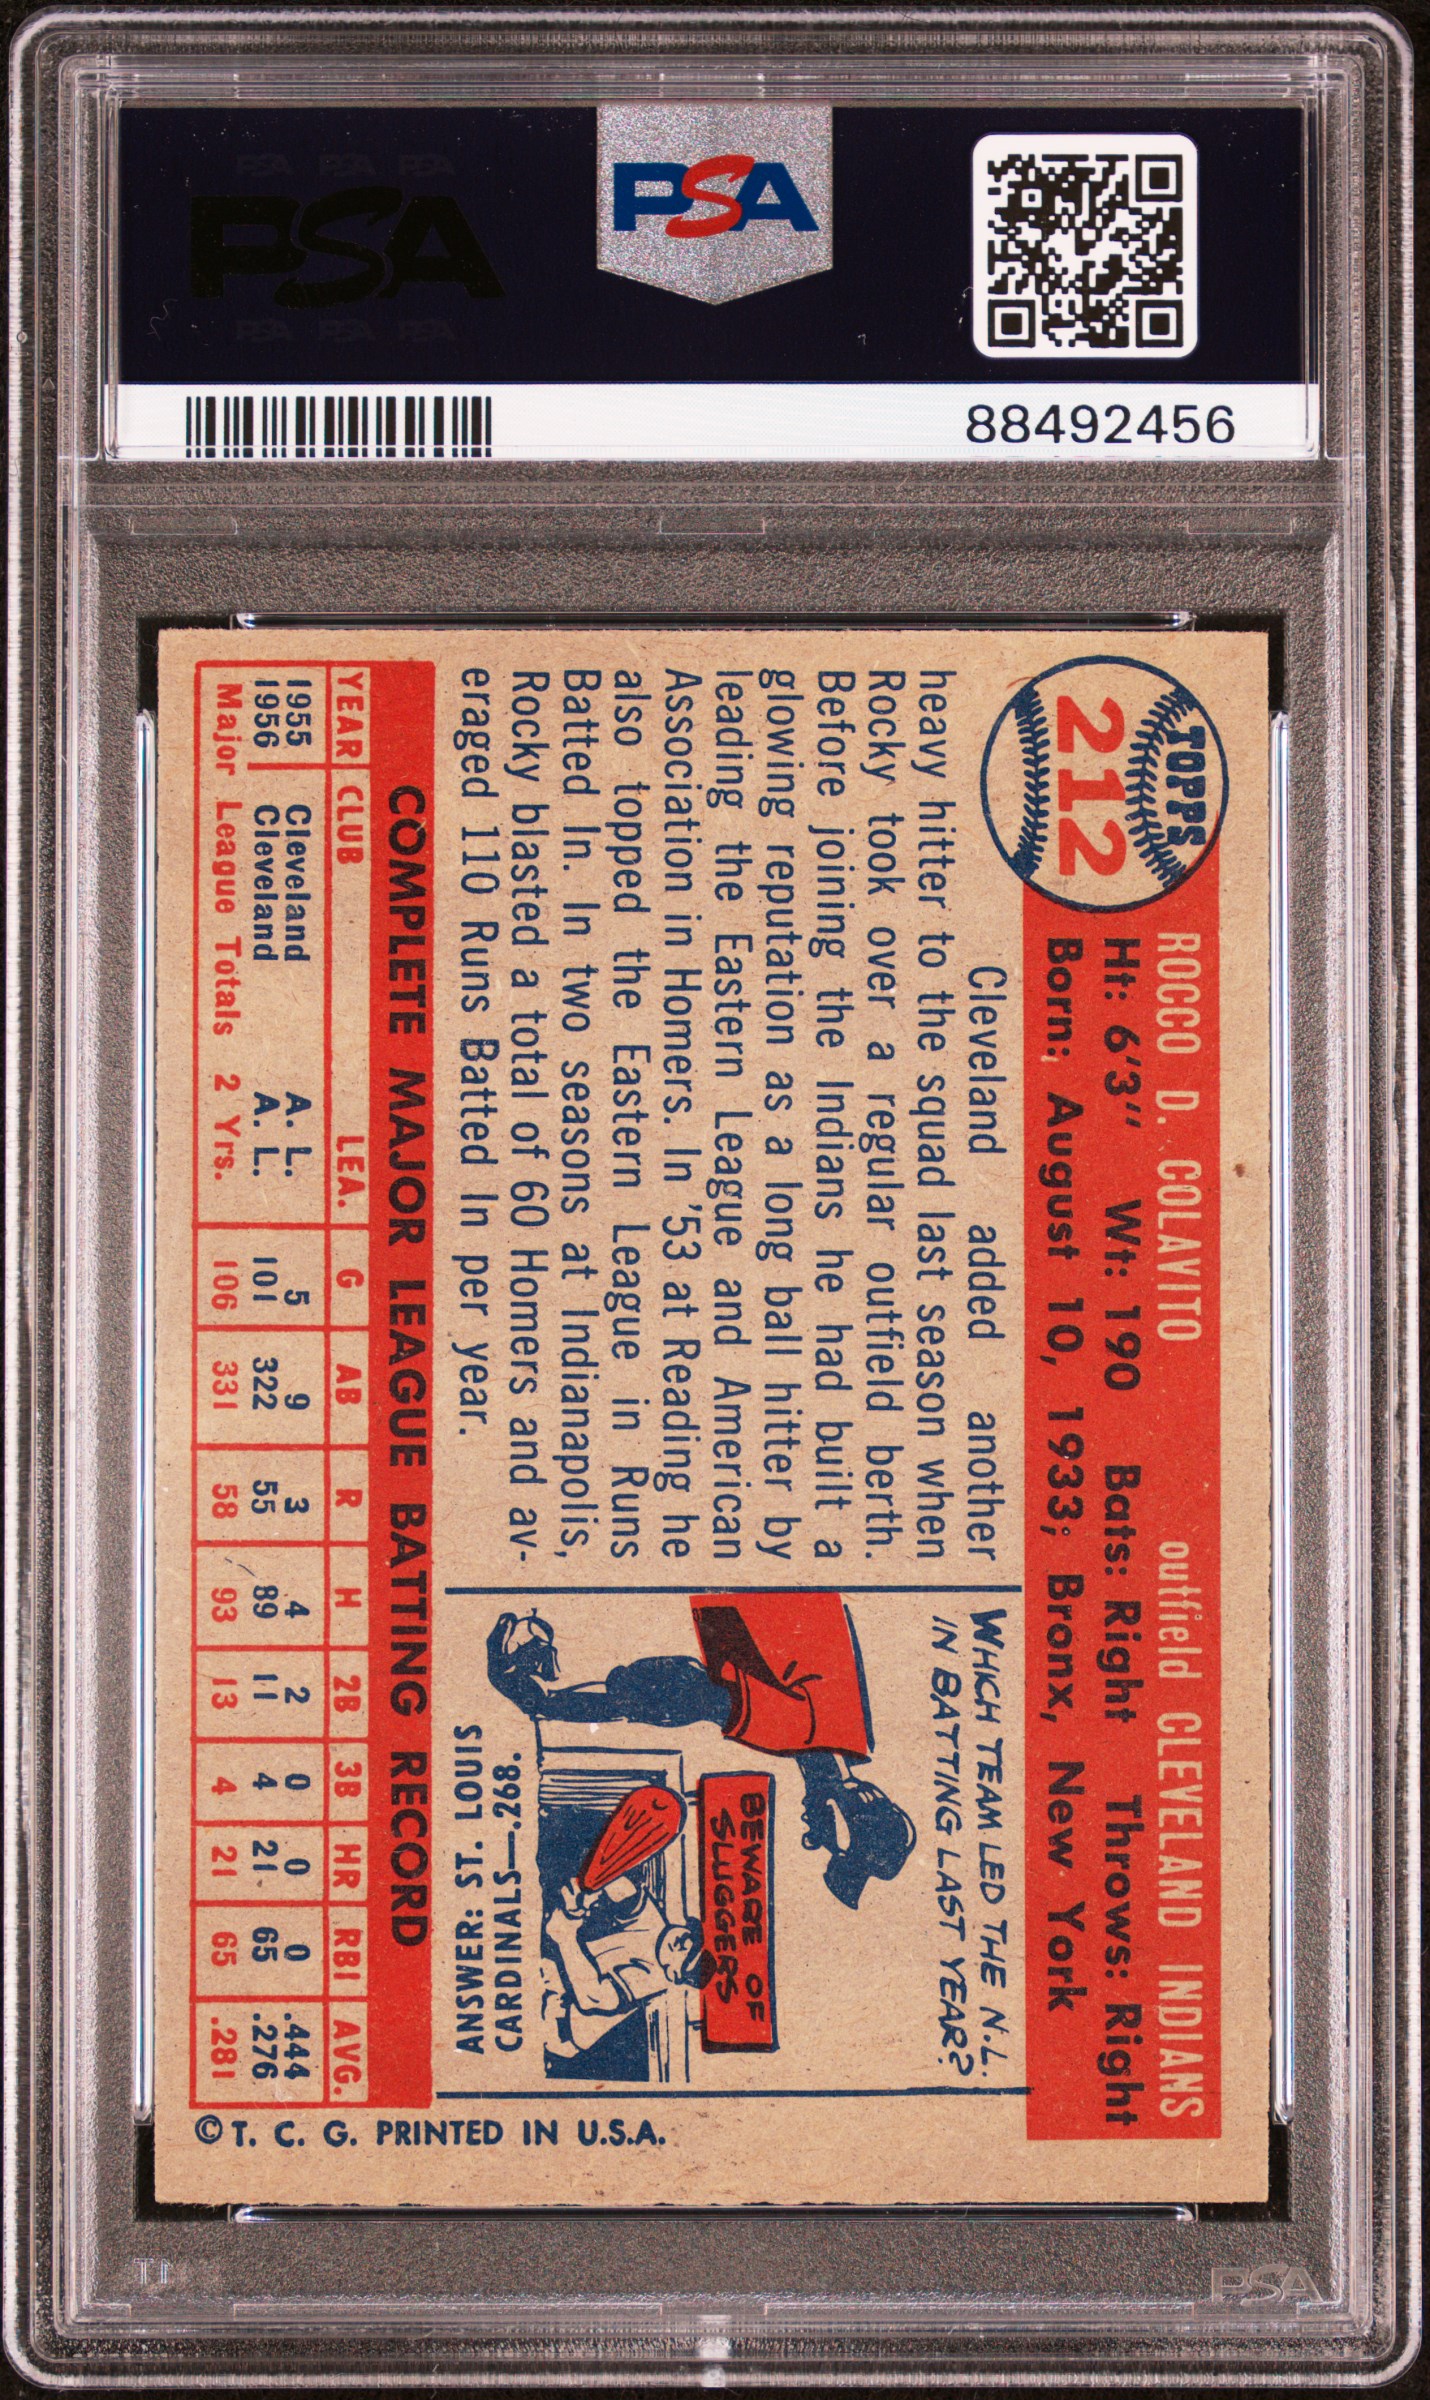 PSA PSA PSA
PSA
PSA PSA PSA
PSA
88492456
TOPPS
212
ROCCO D. COLAVITO outfield CLEVELAND INDIANS
Ht: 6'3" Wt: 190 Bats: Right Throws: Right
Born; August 10, 1933; Bronx, New York
Cleveland added another
heavy hitter to the squad last season when
Rocky took over a regular outfield berth.
Before joining the Indians he had built a
glowing reputation as a long ball hitter by
leading the Eastern League and American
Association in Homers. In '53 at Reading he
also topped the Eastern League in Runs
Batted In. In two seasons at Indianapolis,
Rocky blasted a total of 60 Homers and av-
eraged 110 Runs Batted In per year.
WHICH TEAM LED THE N.L.
IN BATTING LAST YEAR?
BEWARE OF
SLUGGERS
ANSWER: ST. LOUIS
CARDINALS—.268.
COMPLETE MAJOR LEAGUE BATTING RECORD
YEAR CLUB LEA. G AB R H 2B 3B HR RBI AVG.
1955 Cleveland A. L. 5 9 3 4 2 0 0 0 .444
1956 Cleveland A. L. 101 322 55 89 11 4 21 65 .276
Major League Totals 2 Yrs. 106 331 58 93 13 4 21 65 .281
© T. C. G. PRINTED IN U.S.A.
PSA